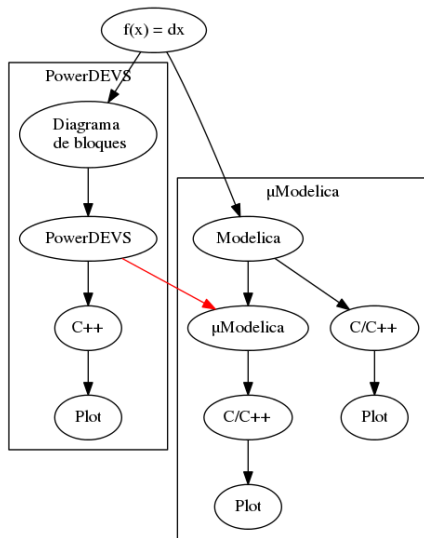 f(x) = dx
PowerDEVS
Diagrama
de bloques
µModelica
PowerDEVS
Modelica
C++
µModelica
C/C++
Plot
C/C++
Plot
Plot